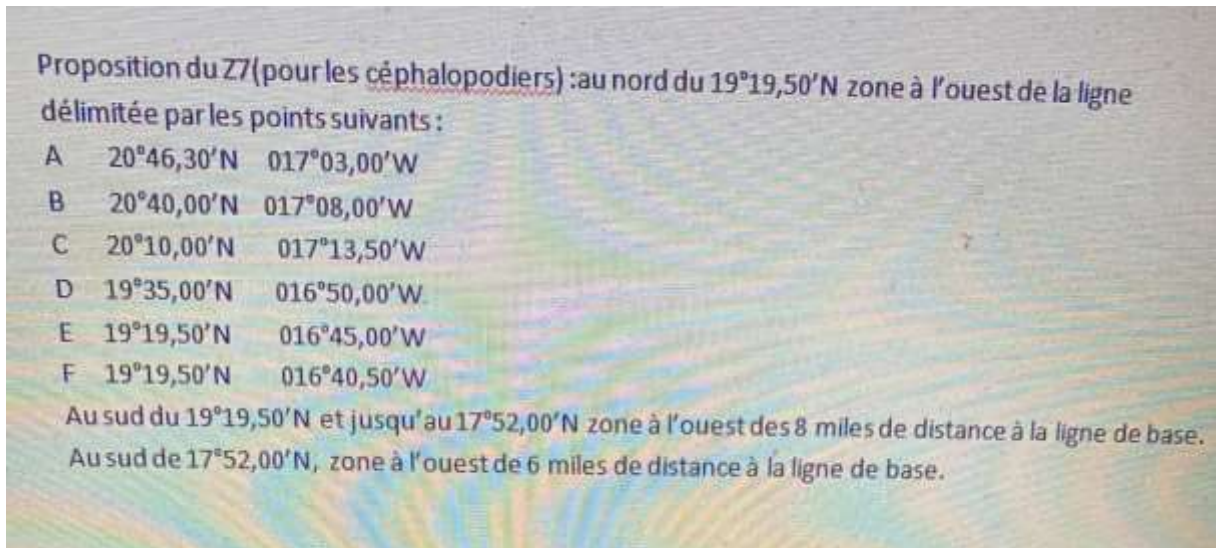 Proposition du Z7(pour les céphalopodiers) :au nord du 19°19,50’N zone à l’ouest de la ligne
délimitée par les points suivants :
A 20°46,30’N 017°03,00’W
B 20°40,00’N 017°08,00’W
C 20°10,00’N 017°13,50’W
D 19°35,00’N 016°50,00’W
E 19°19,50’N 016°45,00’W
F 19°19,50’N 016°40,50’W
Au sud du 19°19,50’N et jusqu’au 17°52,00’N zone à l’ouest des 8 miles de distance à la ligne de base.
Au sud de 17°52,00’N, zone à l’ouest de 6 miles de distance à la ligne de base.